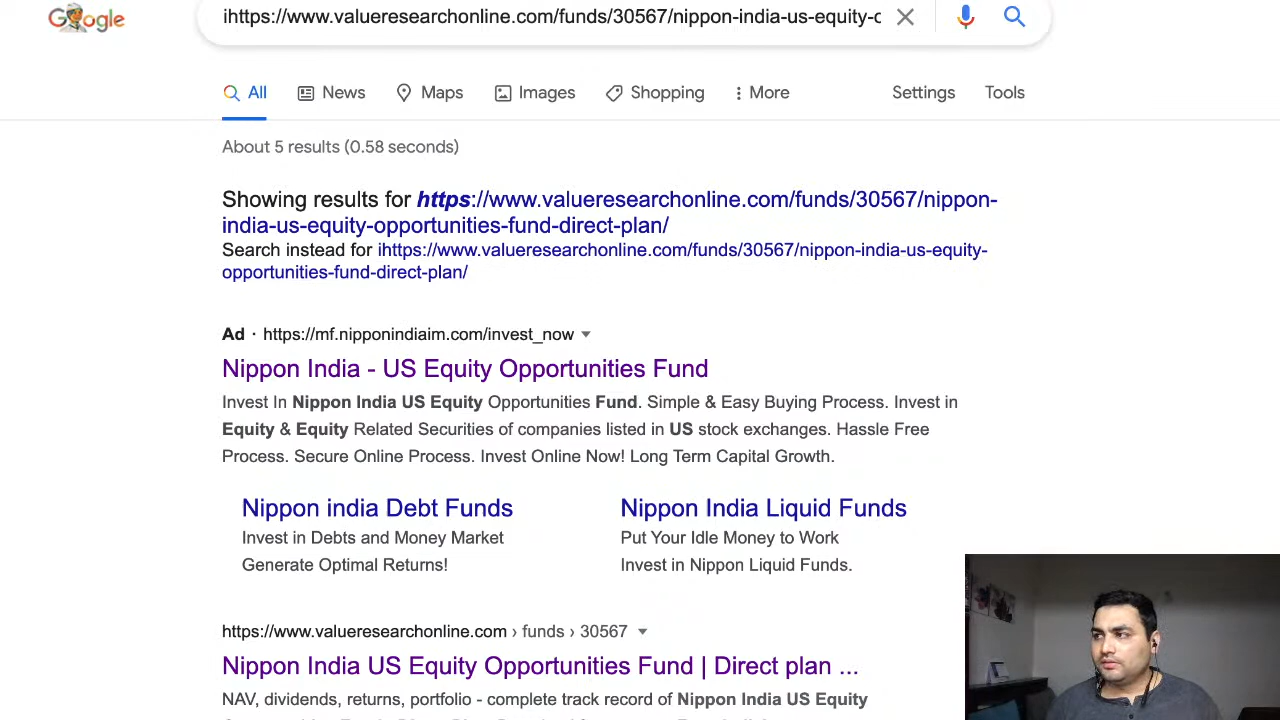 Google
ihttps://www.valueresearchonline.com/funds/30567/nippon-india-us-equity-o
All News Maps Images Shopping More Settings Tools
About 5 results (0.58 seconds)
Showing results for https://www.valueresearchonline.com/funds/30567/nippon-
india-us-equity-opportunities-fund-direct-plan/
Search instead for ihttps://www.valueresearchonline.com/funds/30567/nippon-india-us-equity-
opportunities-fund-direct-plan/
Ad · https://mf.nipponindiaim.com/invest_now
Nippon India - US Equity Opportunities Fund
Invest In Nippon India US Equity Opportunities Fund. Simple & Easy Buying Process. Invest in
Equity & Equity Related Securities of companies listed in US stock exchanges. Hassle Free
Process. Secure Online Process. Invest Online Now! Long Term Capital Growth.
Nippon india Debt Funds
Invest in Debts and Money Market
Generate Optimal Returns!
Nippon India Liquid Funds
Put Your Idle Money to Work
Invest in Nippon Liquid Funds.
https://www.valueresearchonline.com › funds › 30567
Nippon India US Equity Opportunities Fund | Direct plan ...
NAV, dividends, returns, portfolio - complete track record of Nippon India US Equity